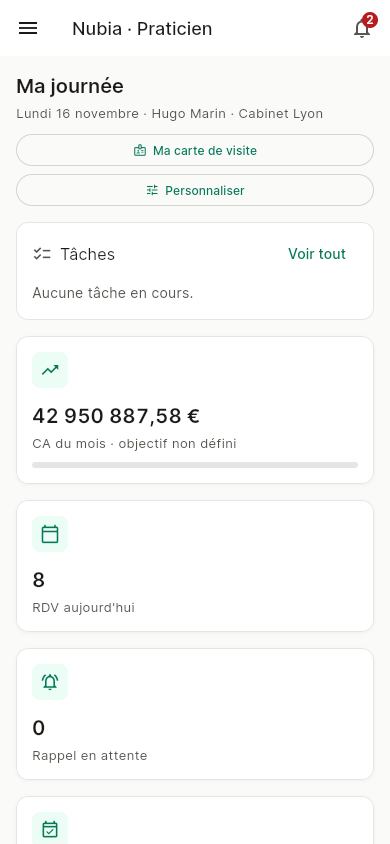 Nubia · Praticien
2
Ma journée
Lundi 16 novembre · Hugo Marin · Cabinet Lyon
Ma carte de visite
Personnaliser
Tâches
Voir tout
Aucune tâche en cours.
42 950 887,58 €
CA du mois · objectif non défini
8
RDV aujourd'hui
0
Rappel en attente